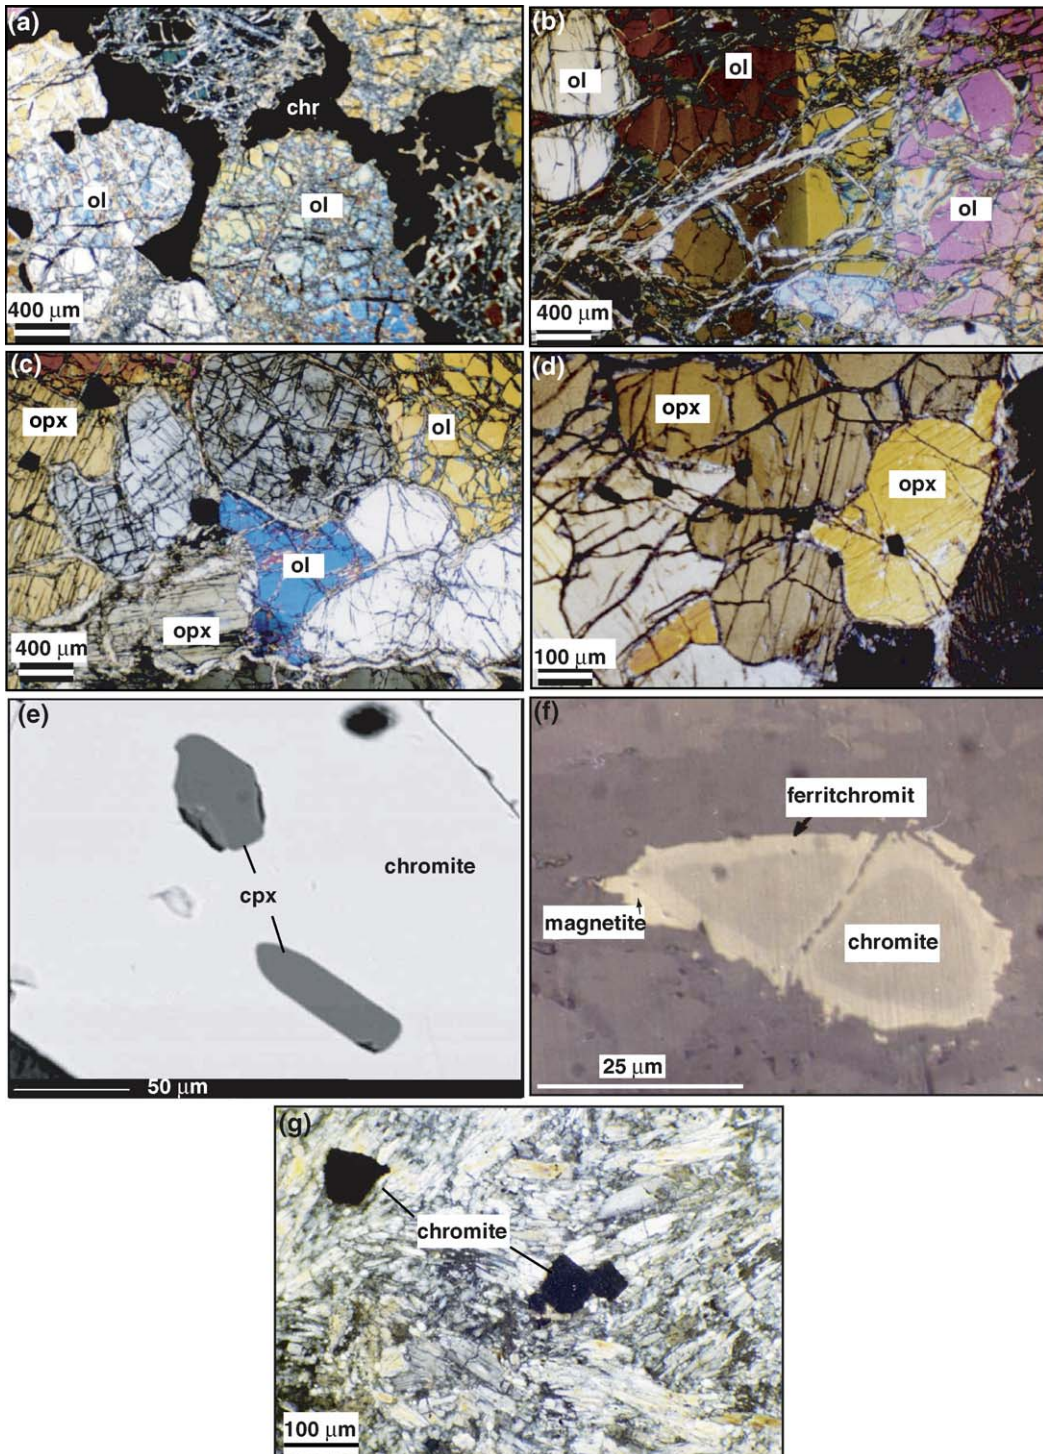 (a)
chr
ol
ol
400 μm
(b)
ol
ol
ol
400 μm
(c)
opx
ol
ol
opx
400 μm
(d)
opx
opx
100 μm
(e)
chromite
cpx
50 μm
(f)
ferritchromit
magnetite
chromite
25 μm
(g)
chromite
100 μm